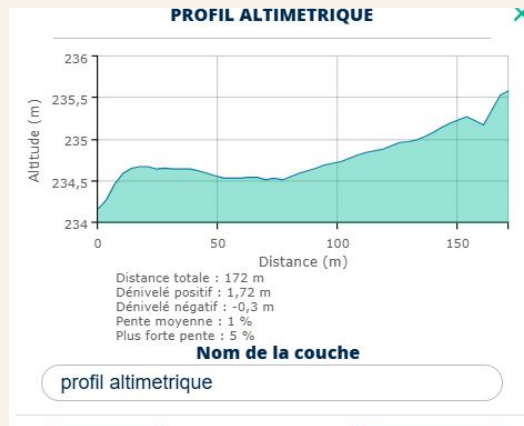 PROFIL ALTIMETRIQUE
236
235,5
235
234,5
234
Altitude (m)
0 50 100 150
Distance (m)
Distance totale : 172 m
Dénivelé positif : 1,72 m
Dénivelé négatif : -0,3 m
Pente moyenne : 1 %
Plus forte pente : 5 %
Nom de la couche
profil altimetrique